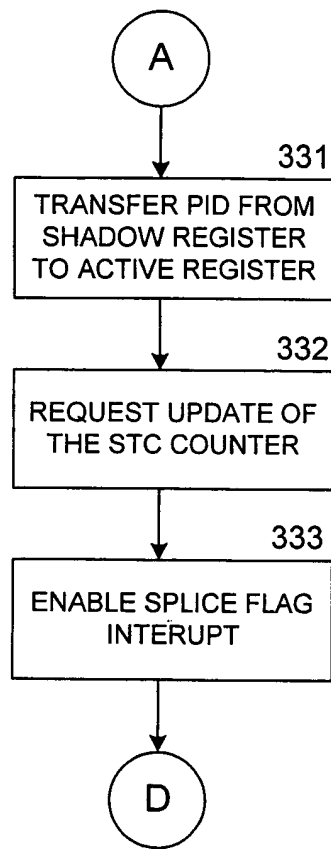 A
331
TRANSFER PID FROM
SHADOW REGISTER
TO ACTIVE REGISTER
332
REQUEST UPDATE OF
THE STC COUNTER
333
ENABLE SPLICE FLAG
INTERUPT
D